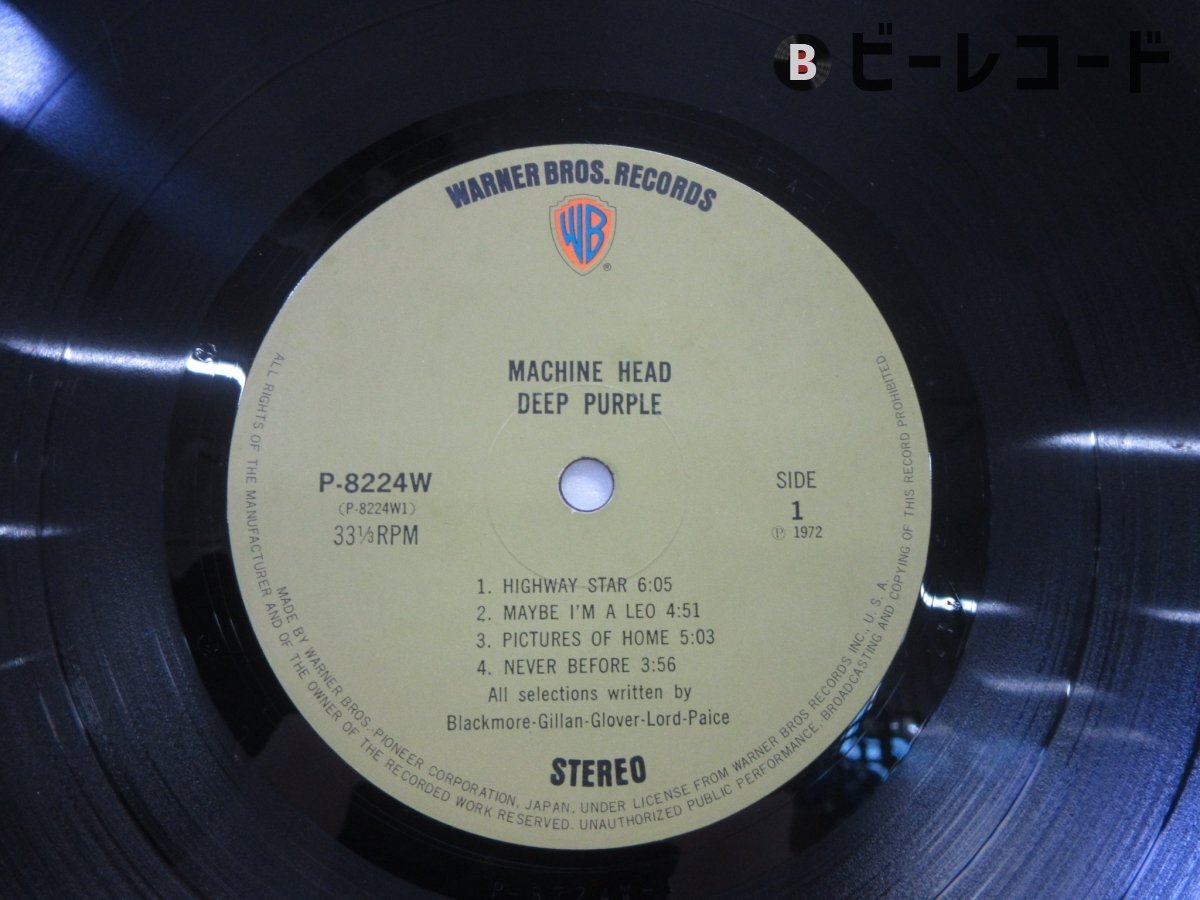 B ビーレコード
WARNER BROS. RECORDS
WB
®
MACHINE HEAD
DEEP PURPLE
P-8224W
(P-8224W1)
33⅓RPM
SIDE
1
Ⓟ 1972
1. HIGHWAY STAR 6:05
2. MAYBE I'M A LEO 4:51
3. PICTURES OF HOME 5:03
4. NEVER BEFORE 3:56
All selections written by
Blackmore-Gillan-Glover-Lord-Paice
STEREO
MADE BY WARNER BROS.-PIONEER CORPORATION, JAPAN, UNDER LICENSE FROM WARNER BROS RECORDS INC. U. S. A.
ALL RIGHTS OF THE MANUFACTURER AND OF THE OWNER OF THE RECORDED WORK RESERVED. UNAUTHORIZED PUBLIC PERFORMANCE, BROADCASTING AND COPYING OF THIS RECORD PROHIBITED.